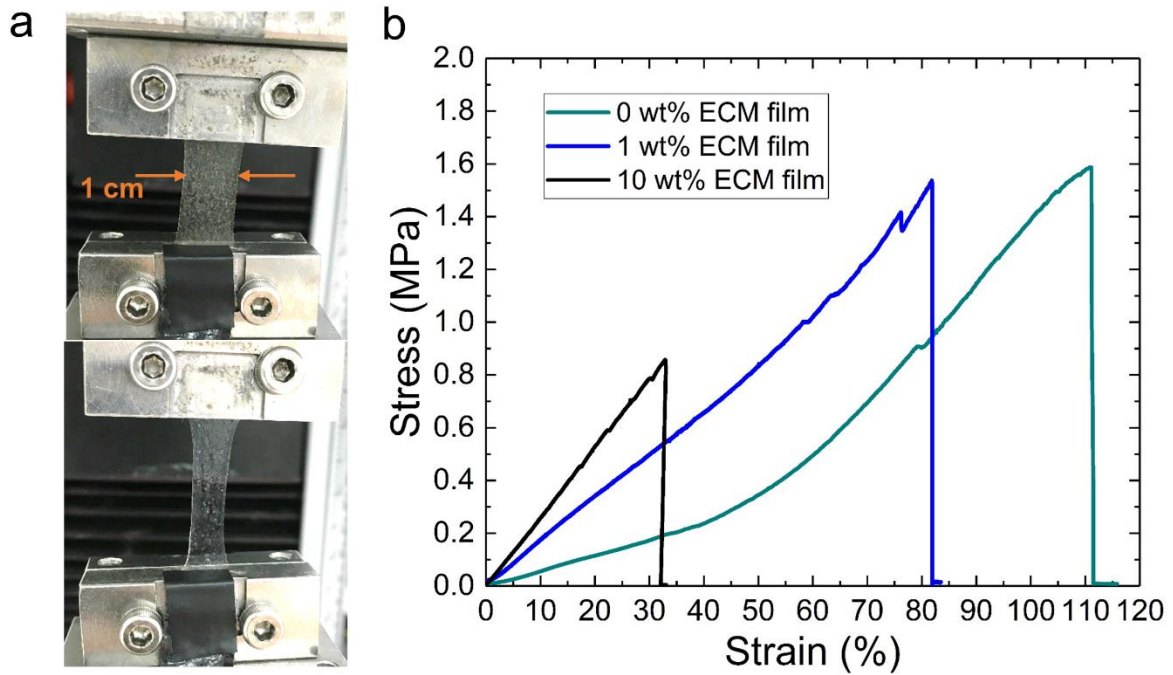 a
1 cm
b
Stress (MPa)
2.0
1.8
1.6
1.4
1.2
1.0
0.8
0.6
0.4
0.2
0.0
0 wt% ECM film
1 wt% ECM film
10 wt% ECM film
0 10 20 30 40 50 60 70 80 90 100 110 120
Strain (%)